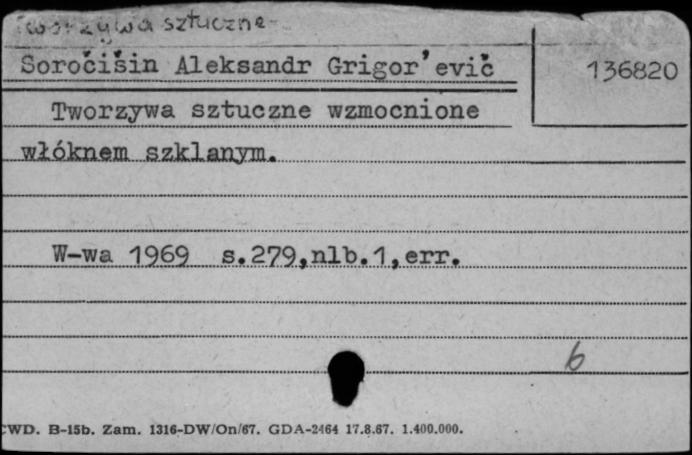 Tworzywa sztuczne
Soročišin Aleksandr Grigor'evič
136820
Tworzywa sztuczne wzmocnione
włóknem szklanym.
W-wa 1969 s.279,nlb.1,err.
6
CWD. B-15b. Zam. 1316-DW/On/67. GDA-2464 17.8.67. 1.400.000.